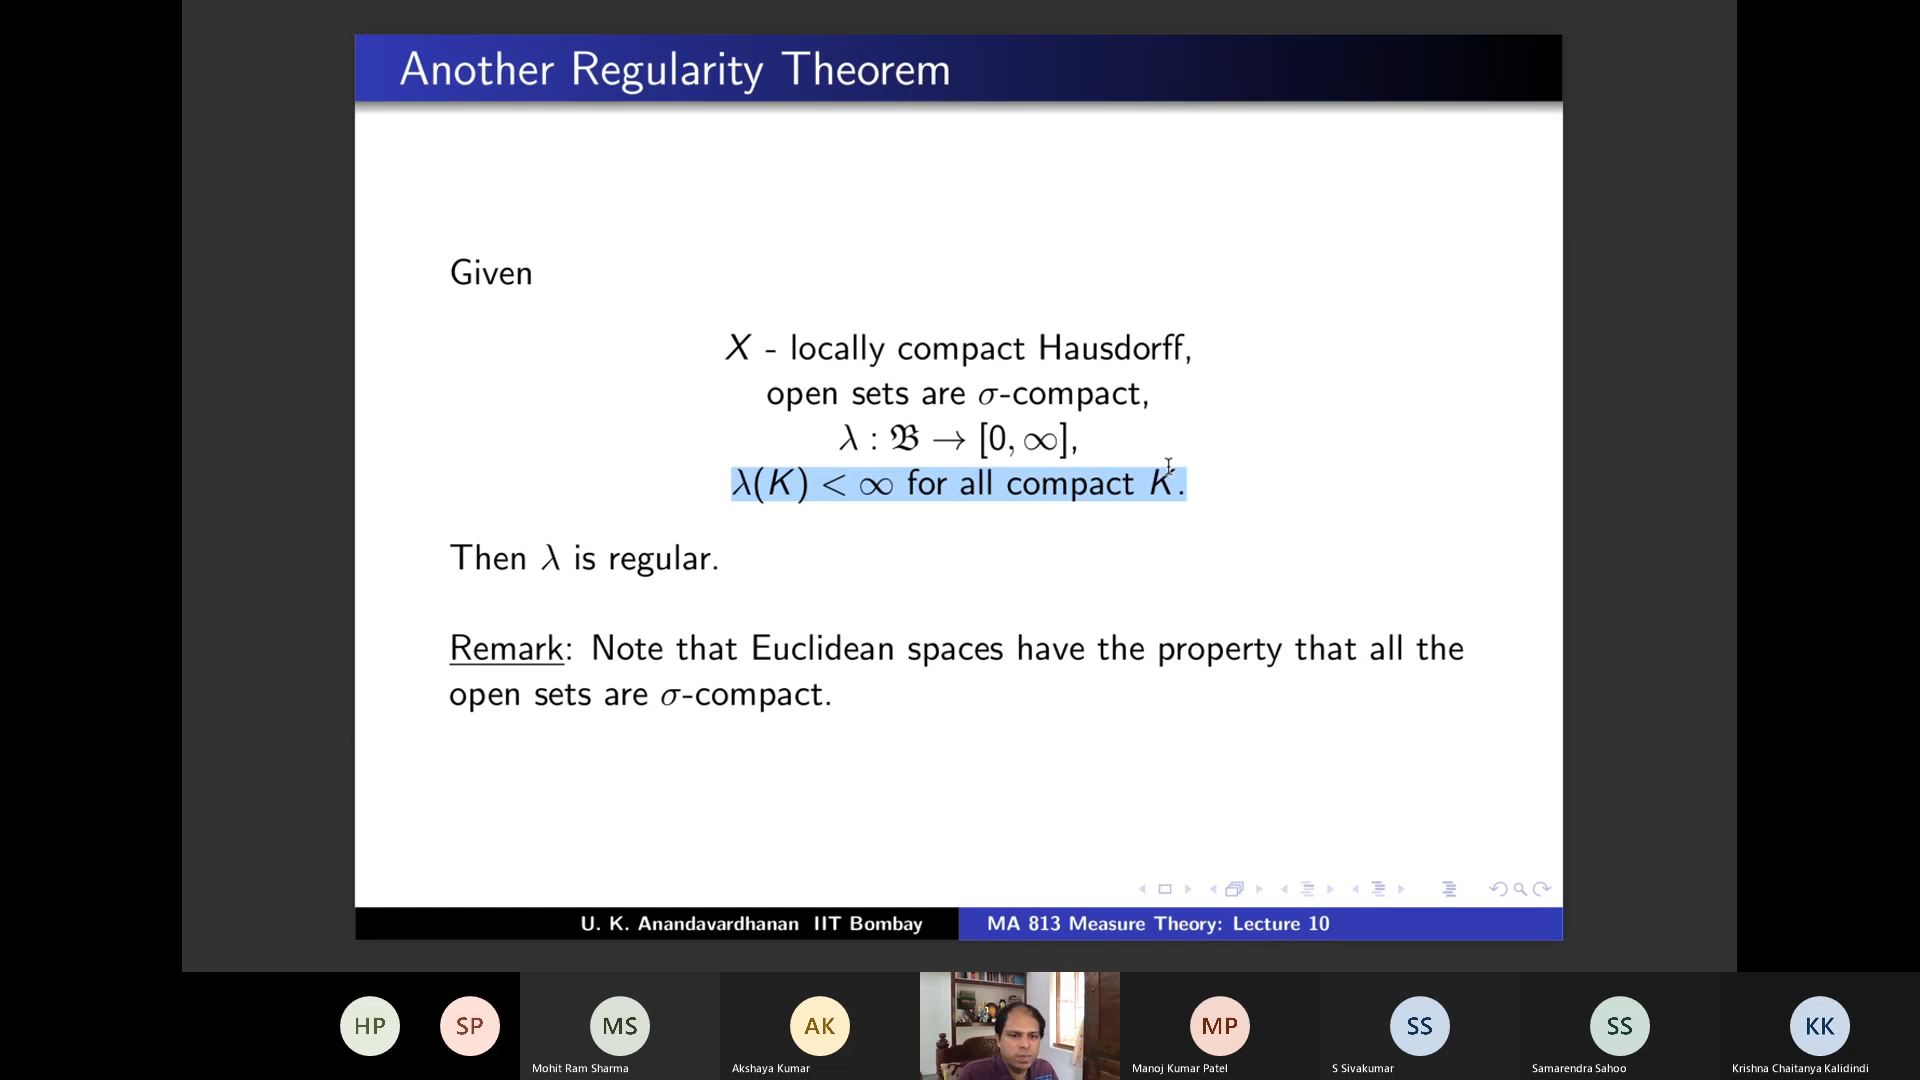 Another Regularity Theorem
Given
X - locally compact Hausdorff,
open sets are σ-compact,
λ : 𝔅 → [0, ∞],
λ(K) < ∞ for all compact K.
Then λ is regular.
Remark: Note that Euclidean spaces have the property that all the
open sets are σ-compact.
U. K. Anandavardhanan IIT Bombay
MA 813 Measure Theory: Lecture 10
HP
SP
MS
AK
MP
SS
SS
KK
Mohit Ram Sharma
Akshaya Kumar
Manoj Kumar Patel
S Sivakumar
Samarendra Sahoo
Krishna Chaitanya Kalidindi